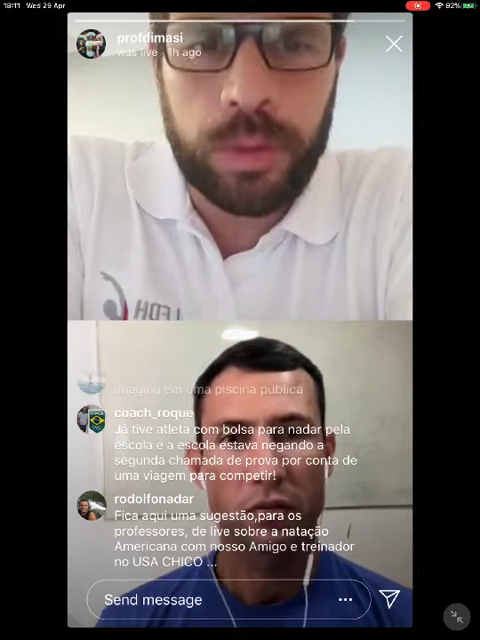 18:11 Wed 29 Apr
92%
profdimasi
was live · 1h ago
imagina em uma piscina pública
coach_roque
Já tive atleta com bolsa para nadar pela
escola e a escola estava negando a
segunda chamada de prova por conta de
uma viagem para competir!
rodolfonadar
Fica aqui uma sugestão,para os
professores, de live sobre a natação
Americana com nosso Amigo e treinador
no USA CHICO ...
Send message